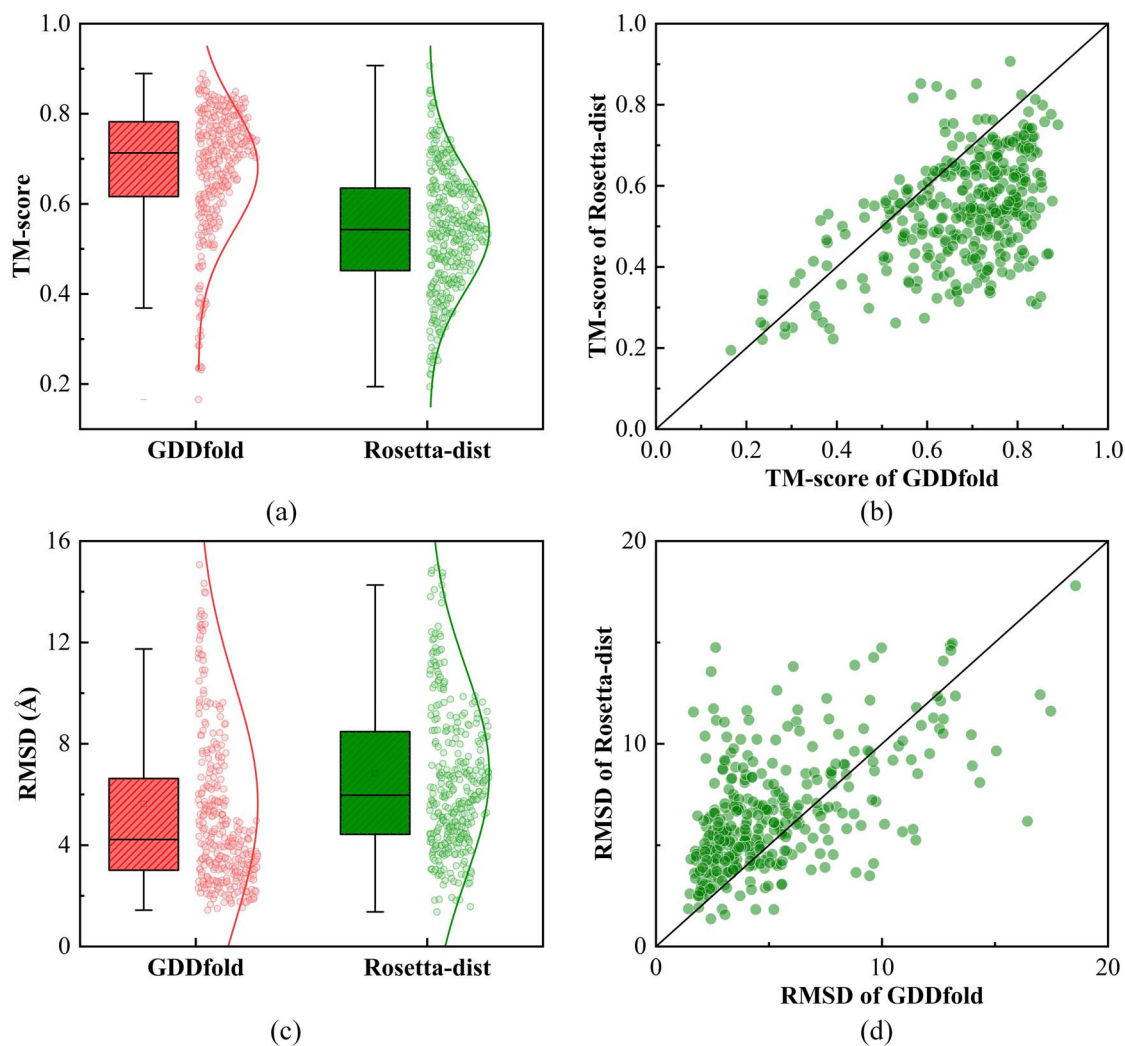 1.0
0.8
0.6
0.4
0.2
TM-score
GDDfold
Rosetta-dist
(a)
1.0
0.8
0.6
0.4
0.2
0.0
TM-score of Rosetta-dist
0.0 0.2 0.4 0.6 0.8 1.0
TM-score of GDDfold
(b)
16
12
8
4
0
RMSD (Å)
GDDfold
Rosetta-dist
(c)
20
10
0
RMSD of Rosetta-dist
0 10 20
RMSD of GDDfold
(d)